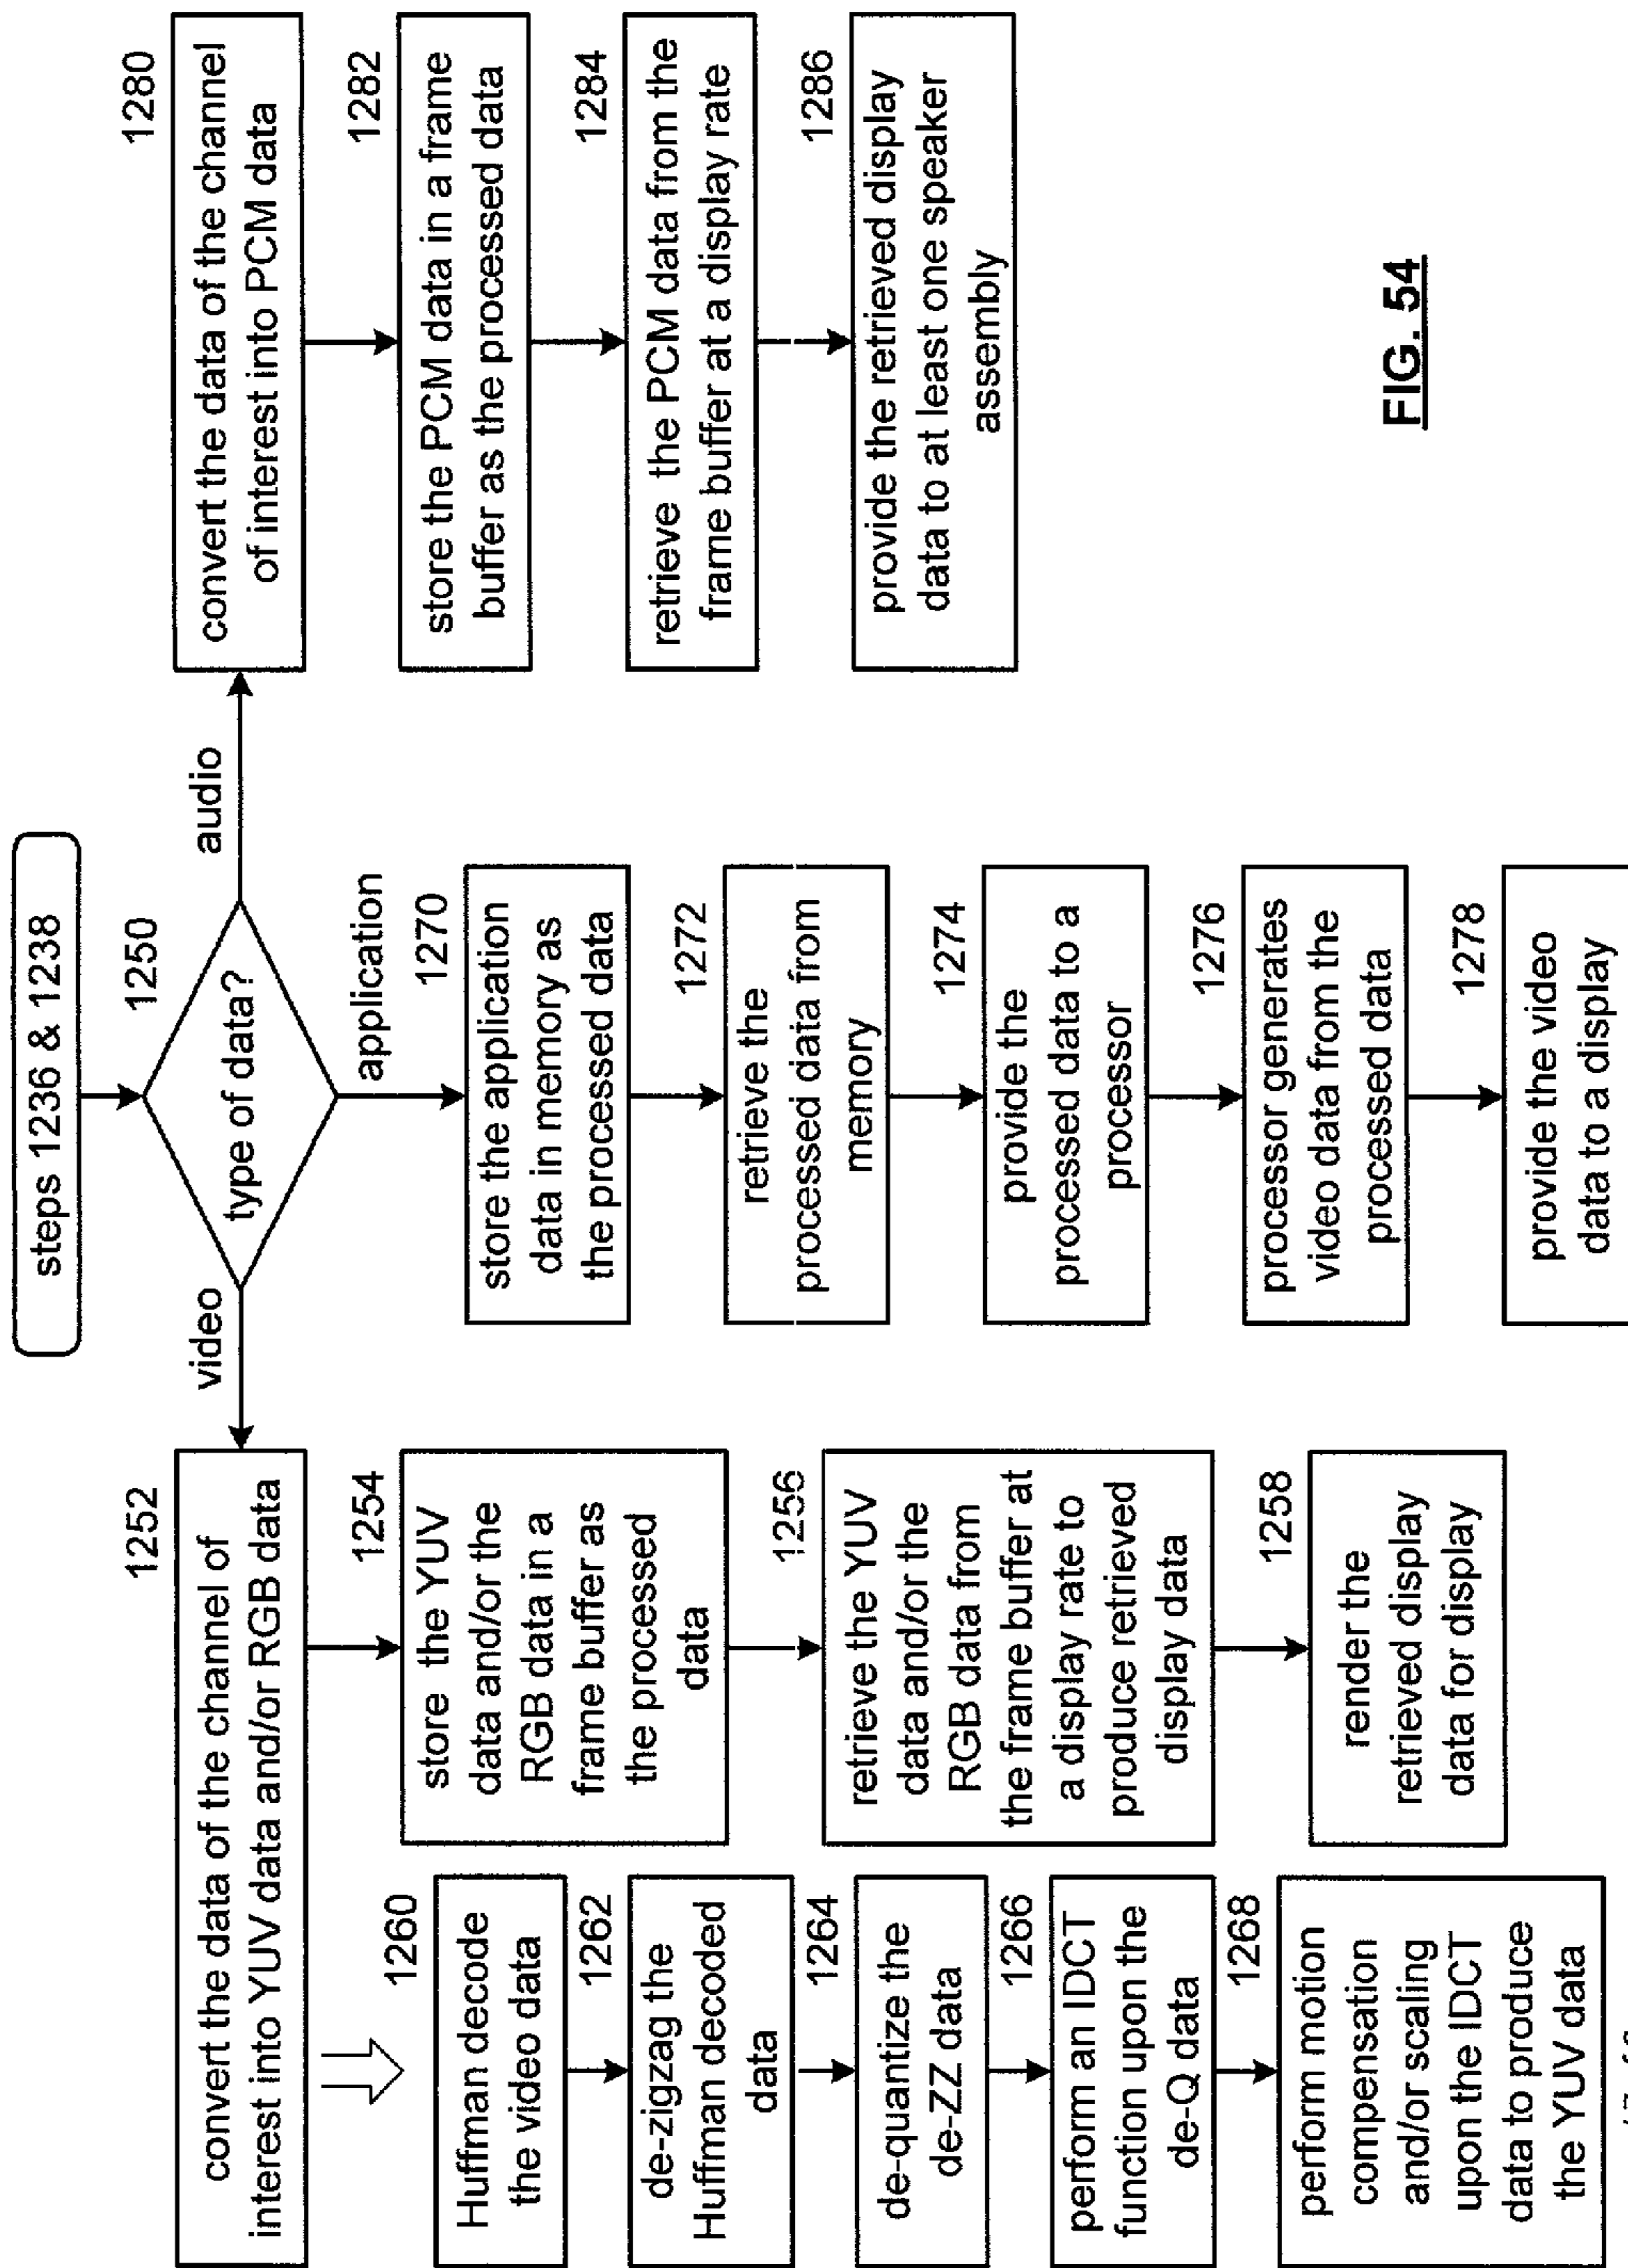 steps 1236 & 1238
1250
type of data?
video
application
audio
1252
convert the data of the channel of
interest into YUV data and/or RGB data
1254
store the YUV
data and/or the
RGB data in a
frame buffer as
the processed
data
1256
retrieve the YUV
data and/or the
RGB data from
the frame buffer at
a display rate to
produce retrieved
display data
1258
render the
retrieved display
data for display
1260
Huffman decode
the video data
1262
de-zigzag the
Huffman decoded
data
1264
de-quantize the
de-ZZ data
1266
perform an IDCT
function upon the
de-Q data
1268
perform motion
compensation
and/or scaling
upon the IDCT
data to produce
the YUV data
1270
store the application
data in memory as
the processed data
1272
retrieve the
processed data from
memory
1274
provide the
processed data to a
processor
1276
processor generates
video data from the
processed data
1278
provide the video
data to a display
1280
convert the data of the channel
of interest into PCM data
1282
store the PCM data in a frame
buffer as the processed data
1284
retrieve the PCM data from the
frame buffer at a display rate
1286
provide the retrieved display
data to at least one speaker
assembly
FIG. 54